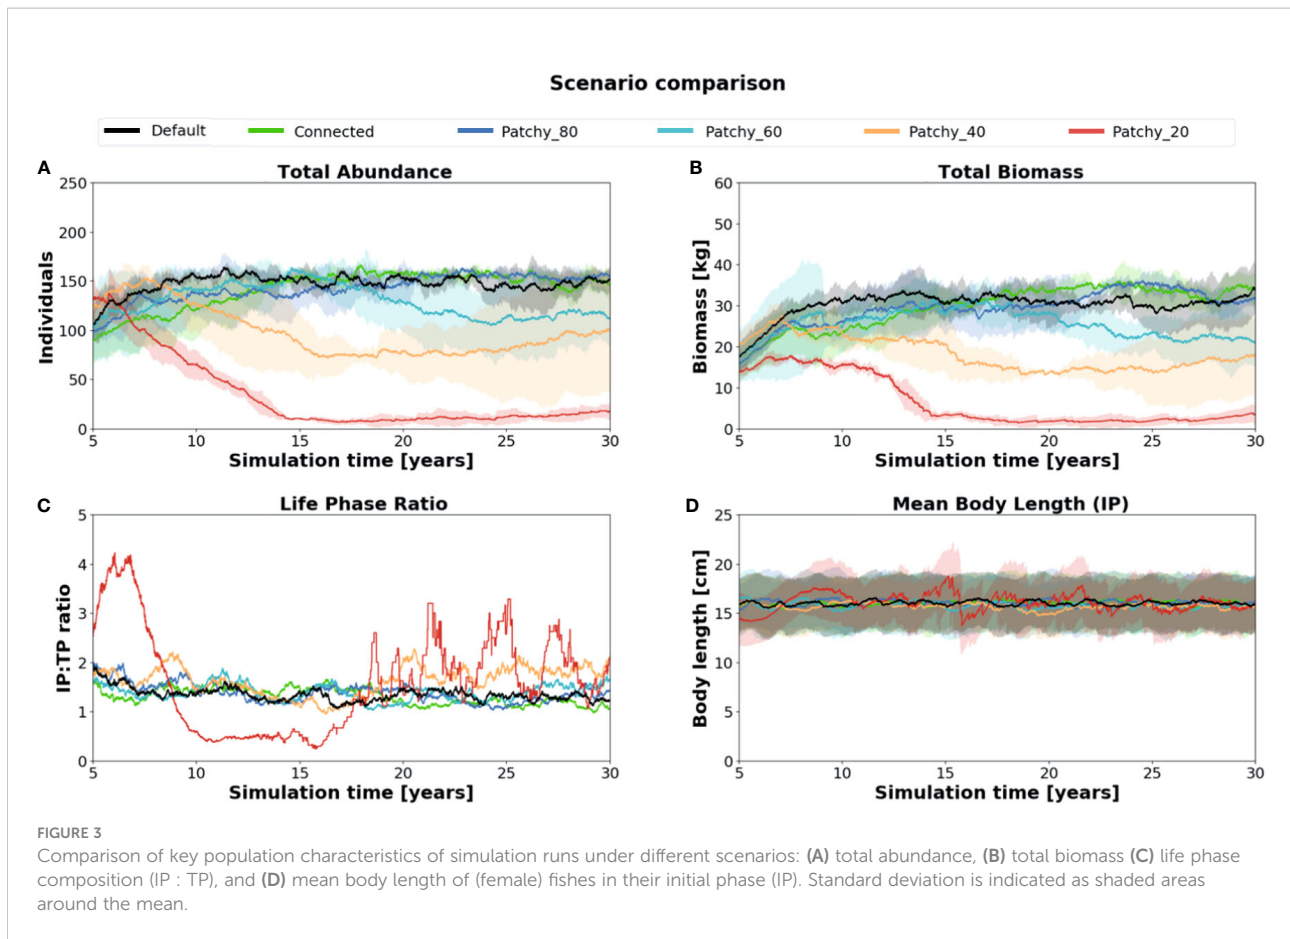 Scenario comparison
Default Connected Patchy_80 Patchy_60 Patchy_40 Patchy_20
A Total Abundance
250
200
150
100
50
0
Individuals
5 10 15 20 25 30
Simulation time [years]
B Total Biomass
60
50
40
30
20
10
0
Biomass [kg]
5 10 15 20 25 30
Simulation time [years]
C Life Phase Ratio
5
4
3
2
1
0
IP:TP ratio
5 10 15 20 25 30
Simulation time [years]
D Mean Body Length (IP)
25
20
15
10
5
0
Body length [cm]
5 10 15 20 25 30
Simulation time [years]
FIGURE 3
Comparison of key population characteristics of simulation runs under different scenarios: (A) total abundance, (B) total biomass (C) life phase
composition (IP : TP), and (D) mean body length of (female) fishes in their initial phase (IP). Standard deviation is indicated as shaded areas
around the mean.